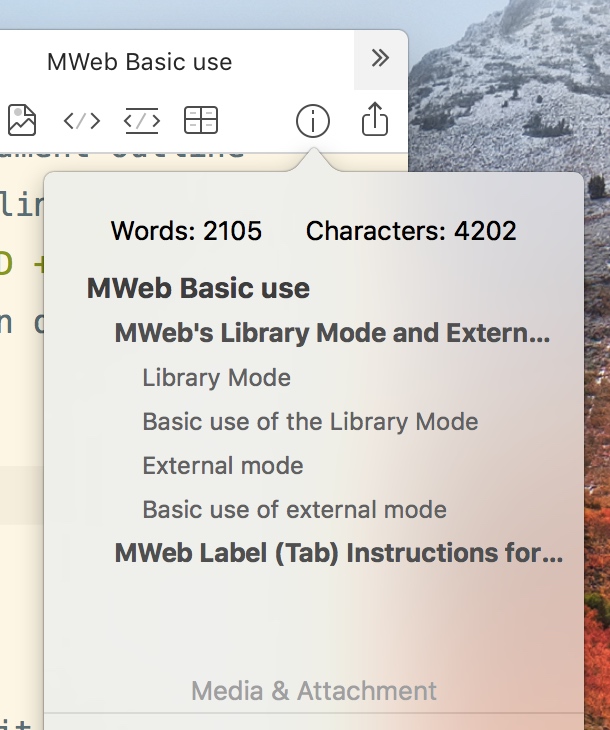 MWeb Basic use
Words: 2105 Characters: 4202
MWeb Basic use
MWeb's Library Mode and Extern...
Library Mode
Basic use of the Library Mode
External mode
Basic use of external mode
MWeb Label (Tab) Instructions for...
Media & Attachment